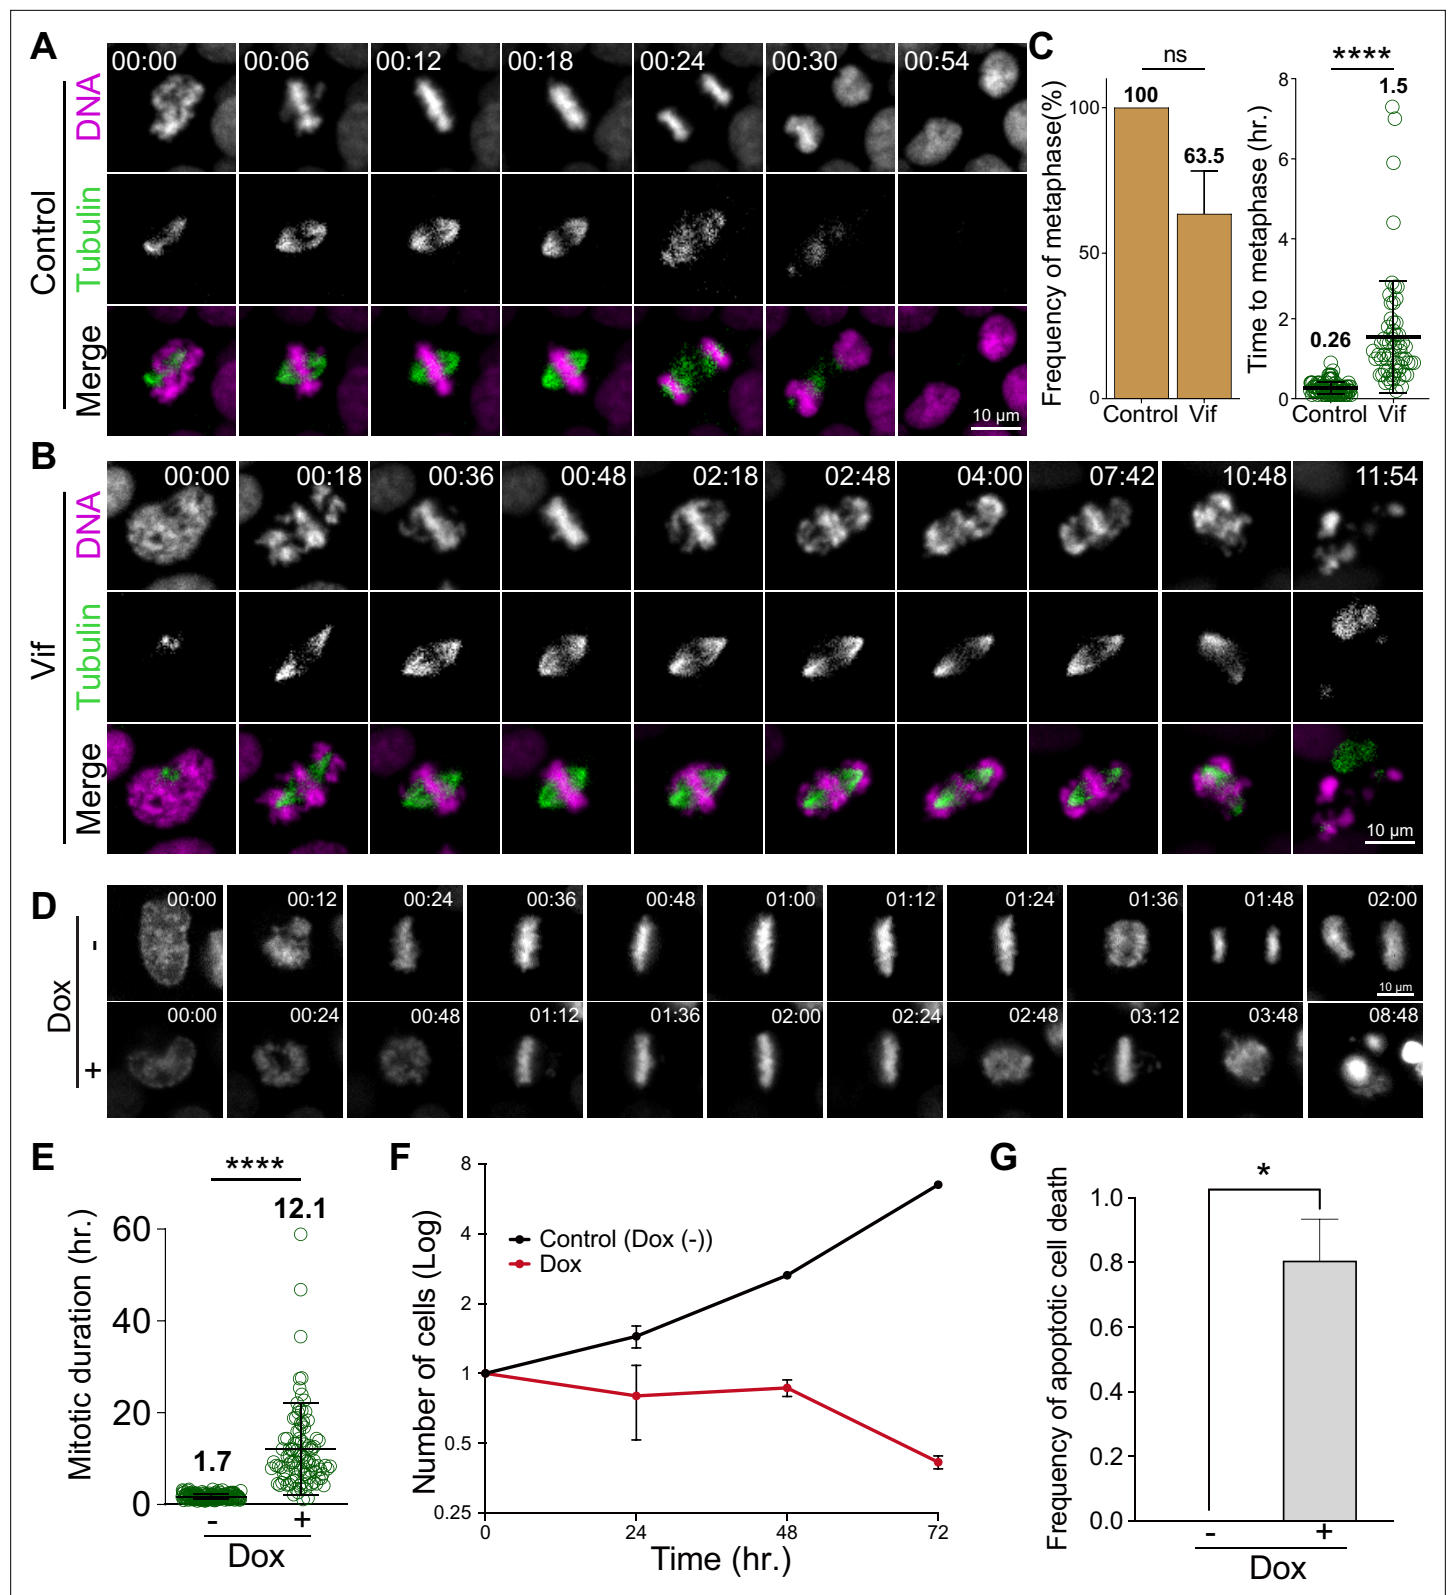 A
00:00 00:06 00:12 00:18 00:24 00:30 00:54
Control
DNA
Tubulin
Merge
10 µm
C
ns
Frequency of metaphase(%)
100
50
0
100
63.5
Control Vif
****
Time to metaphase (hr.)
8
6
4
2
0
0.26
1.5
Control Vif
B
00:00 00:18 00:36 00:48 02:18 02:48 04:00 07:42 10:48 11:54
Vif
DNA
Tubulin
Merge
10 µm
D
Dox
-
00:00 00:12 00:24 00:36 00:48 01:00 01:12 01:24 01:36 01:48 02:00
10 µm
+
00:00 00:24 00:48 01:12 01:36 02:00 02:24 02:48 03:12 03:48 08:48
E
****
Mitotic duration (hr.)
60
40
20
0
1.7
12.1
- +
Dox
F
Number of cells (Log)
8
4
2
1
0.5
0.25
Control (Dox (-))
Dox
0 24 48 72
Time (hr.)
G
*
Frequency of apoptotic cell death
1.0
0.8
0.6
0.4
0.2
0.0
- +
Dox